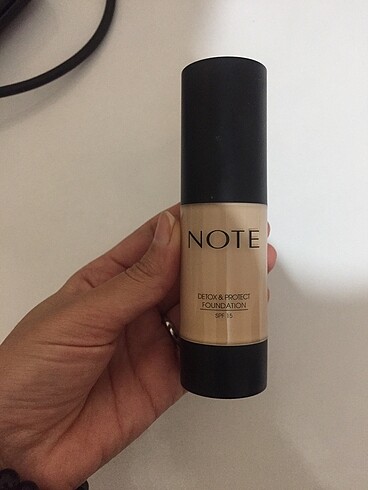 NOTE
DETOX & PROTECT
FOUNDATION
SPF 15